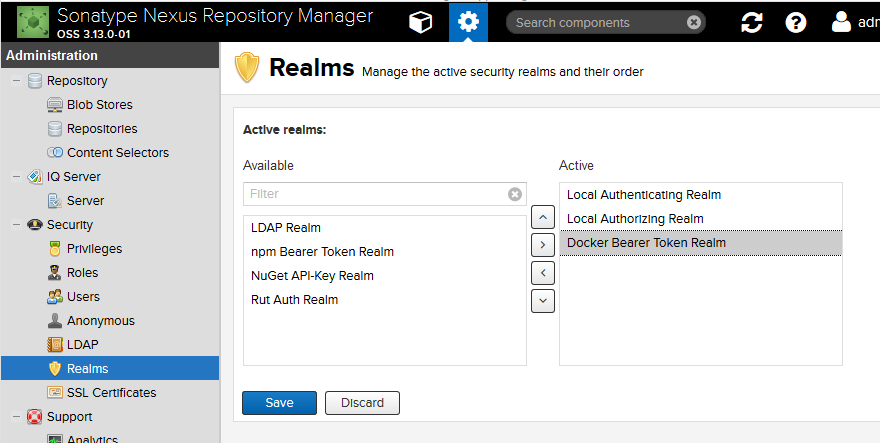 Sonatype Nexus Repository Manager
OSS 3.13.0-01
Search components
adm
Administration
Repository
Blob Stores
Repositories
Content Selectors
IQ Server
Server
Security
Privileges
Roles
Users
Anonymous
LDAP
Realms
SSL Certificates
Support
Analytics
Realms Manage the active security realms and their order
Active realms:
Available
Filter
LDAP Realm
npm Bearer Token Realm
NuGet API-Key Realm
Rut Auth Realm
Active
Local Authenticating Realm
Local Authorizing Realm
Docker Bearer Token Realm
Save
Discard